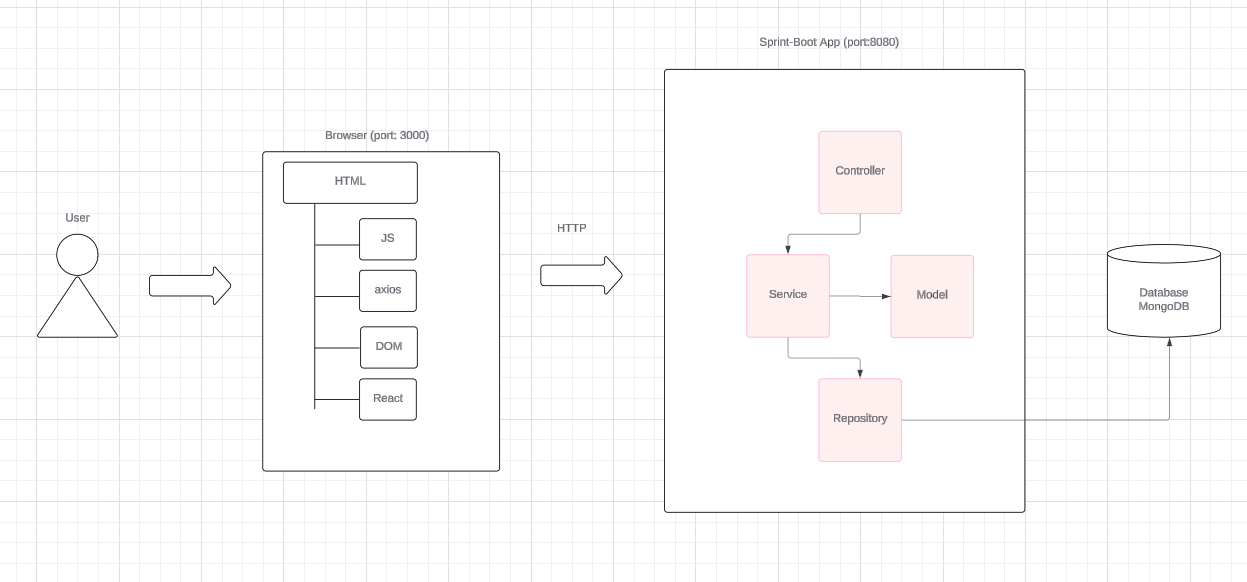 Sprint-Boot App (port:8080)
Browser (port: 3000)
HTML
User
JS
axios
DOM
React
HTTP
Controller
Service
Model
Repository
Database
MongoDB